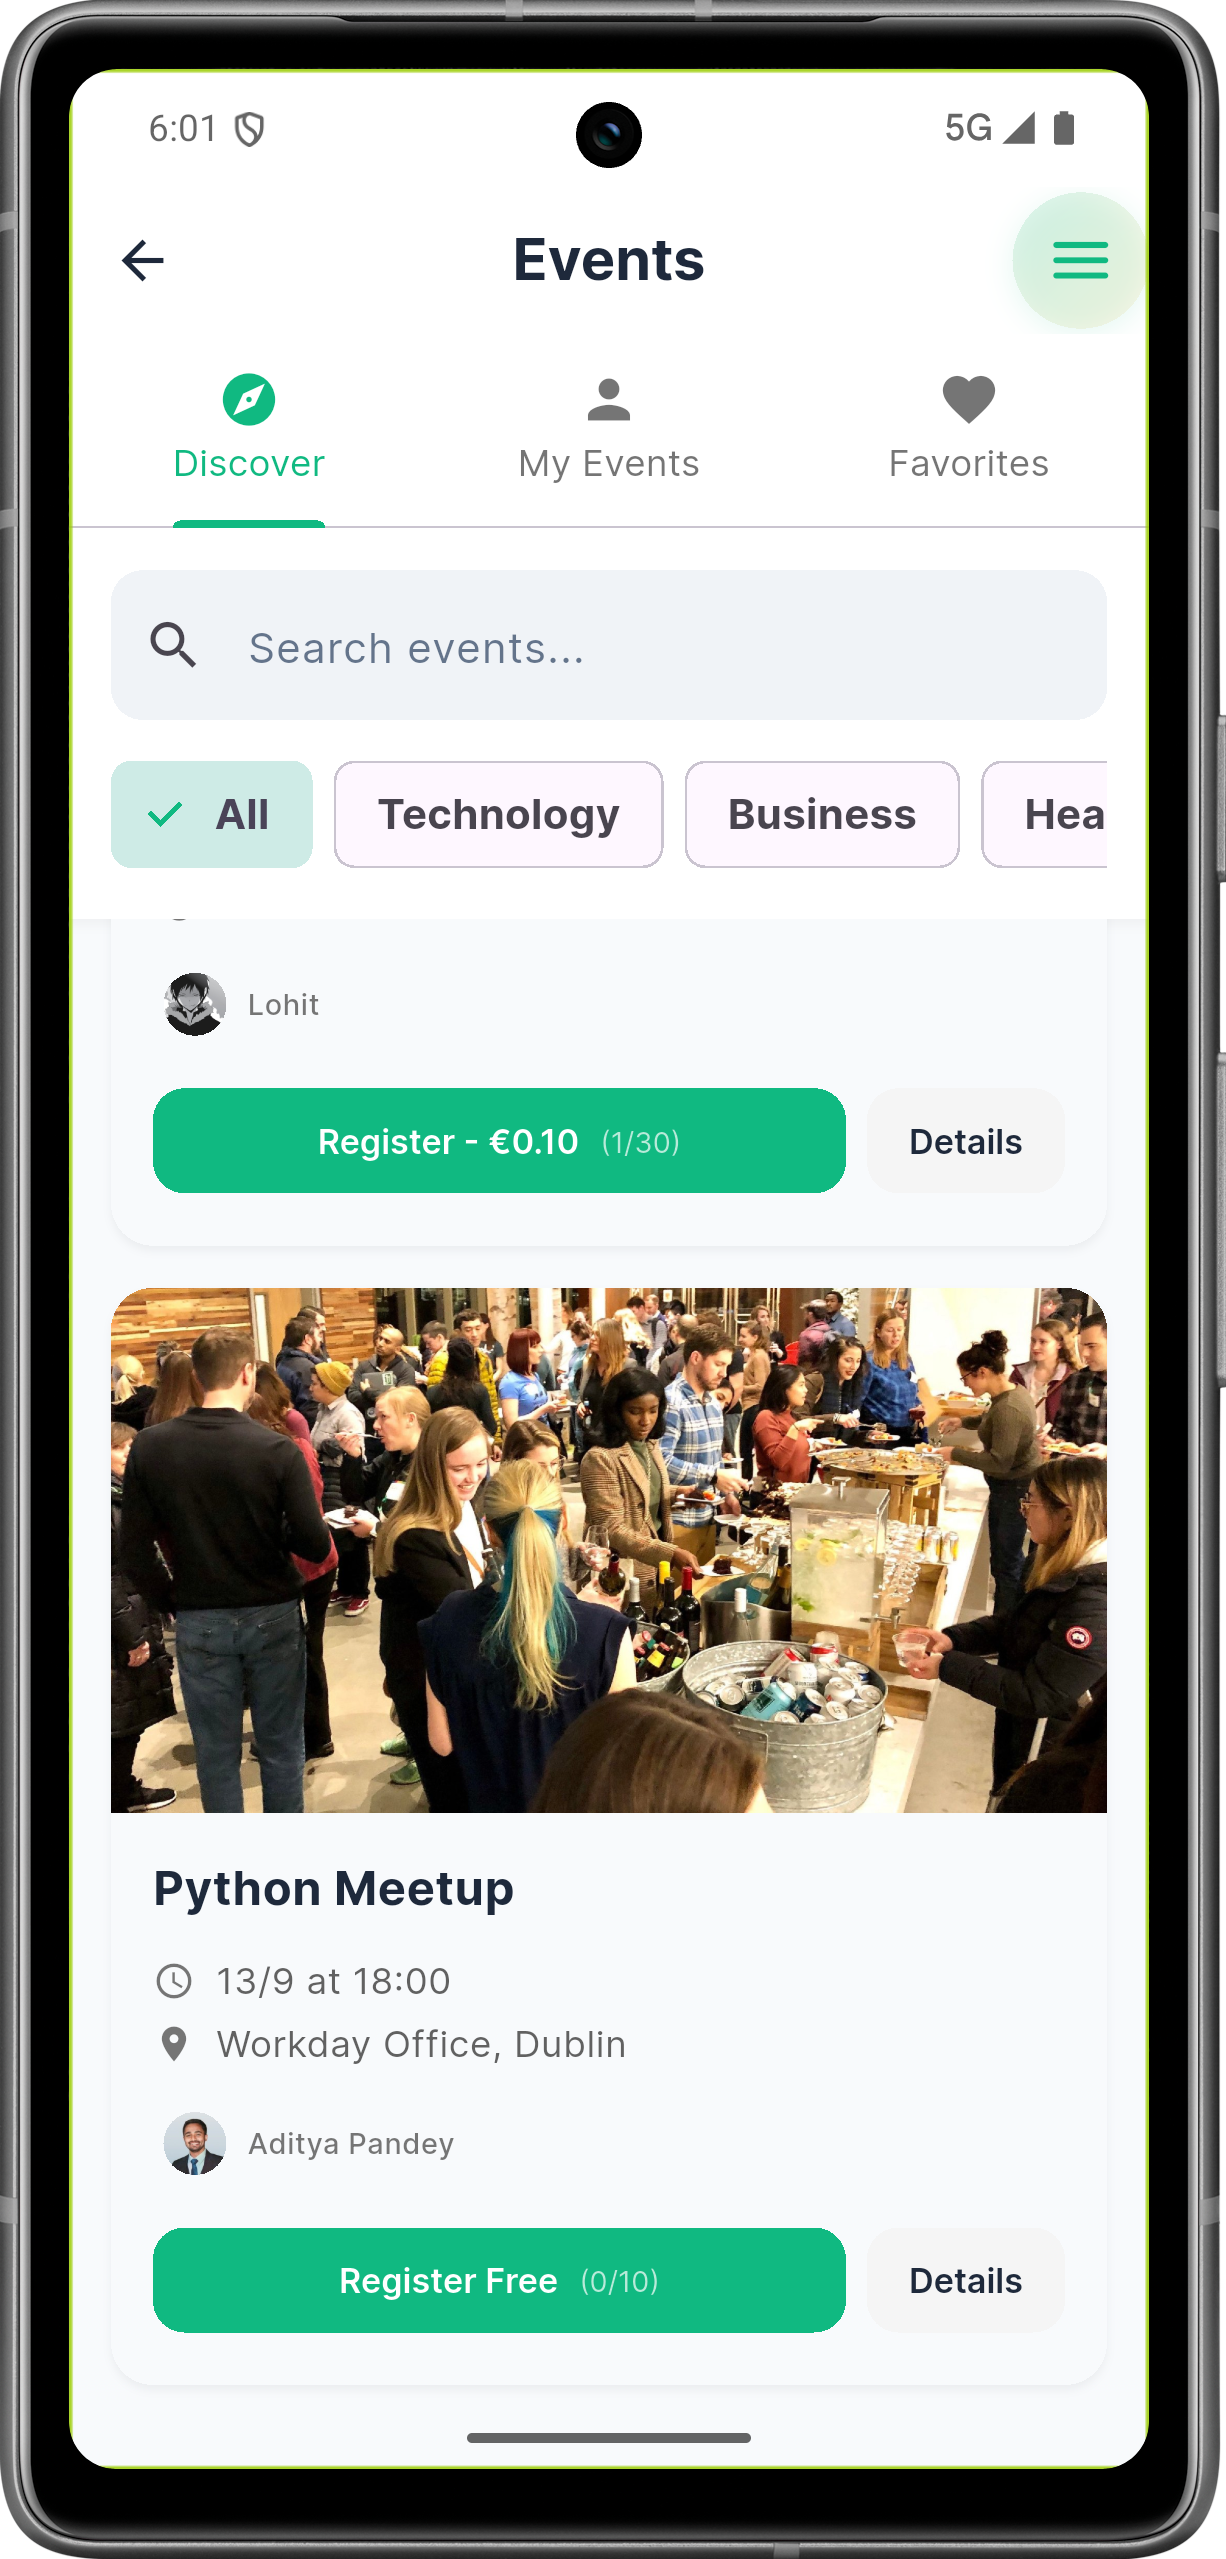 6:01 5G
Events
Discover My Events Favorites
Search events...
All Technology Business Hea
Lohit
Register - €0.10 (1/30) Details
Python Meetup
13/9 at 18:00
Workday Office, Dublin
Aditya Pandey
Register Free (0/10) Details